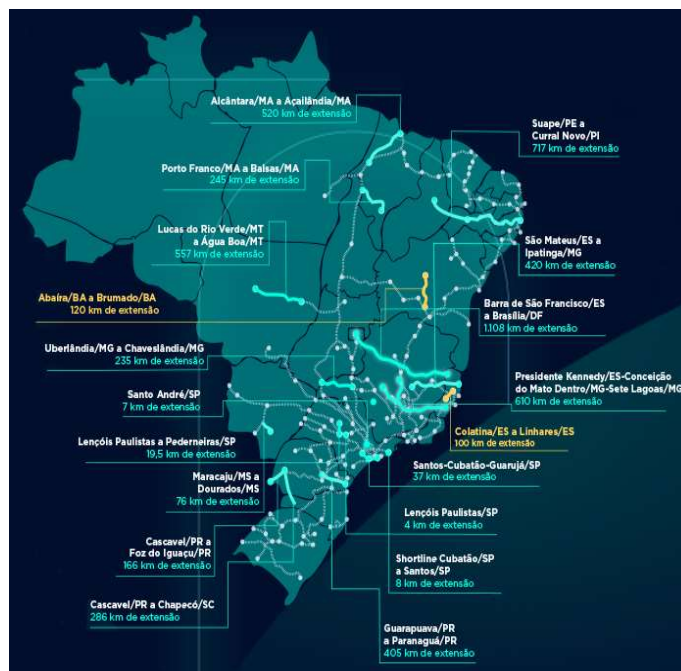 Alcântara/MA a Açailândia/MA
520 km de extensão
Suape/PE a
Curral Novo/PI
717 km de extensão
Porto Franco/MA a Balsas/MA
245 km de extensão
Lucas do Rio Verde/MT
a Água Boa/MT
557 km de extensão
São Mateus/ES a
Ipatinga/MG
420 km de extensão
Abaíra/BA a Brumado/BA
120 km de extensão
Barra de São Francisco/ES
a Brasília/DF
1.108 km de extensão
Uberlândia/MG a Chaveslândia/MG
235 km de extensão
Presidente Kennedy/ES-Conceição
do Mato Dentro/MG-Sete Lagoas/MG
610 km de extensão
Santo André/SP
7 km de extensão
Colatina/ES a Linhares/ES
100 km de extensão
Lençóis Paulistas a Pederneiras/SP
19,5 km de extensão
Santos-Cubatão-Guarujá/SP
37 km de extensão
Maracaju/MS a
Dourados/MS
76 km de extensão
Lençóis Paulistas/SP
4 km de extensão
Cascavel/PR a
Foz do Iguaçu/PR
166 km de extensão
Shortline Cubatão/SP
a Santos/SP
8 km de extensão
Cascavel/PR a Chapecó/SC
286 km de extensão
Guarapuava/PR
a Paranaguá/PR
405 km de extensão